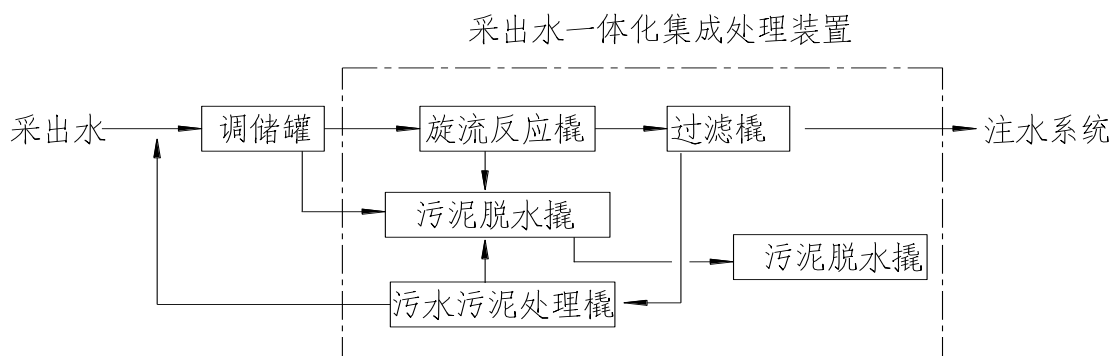 采出水一体化集成处理装置
采出水
调储罐
旋流反应橇
过滤橇
注水系统
污泥脱水撬
污泥脱水撬
污水污泥处理橇